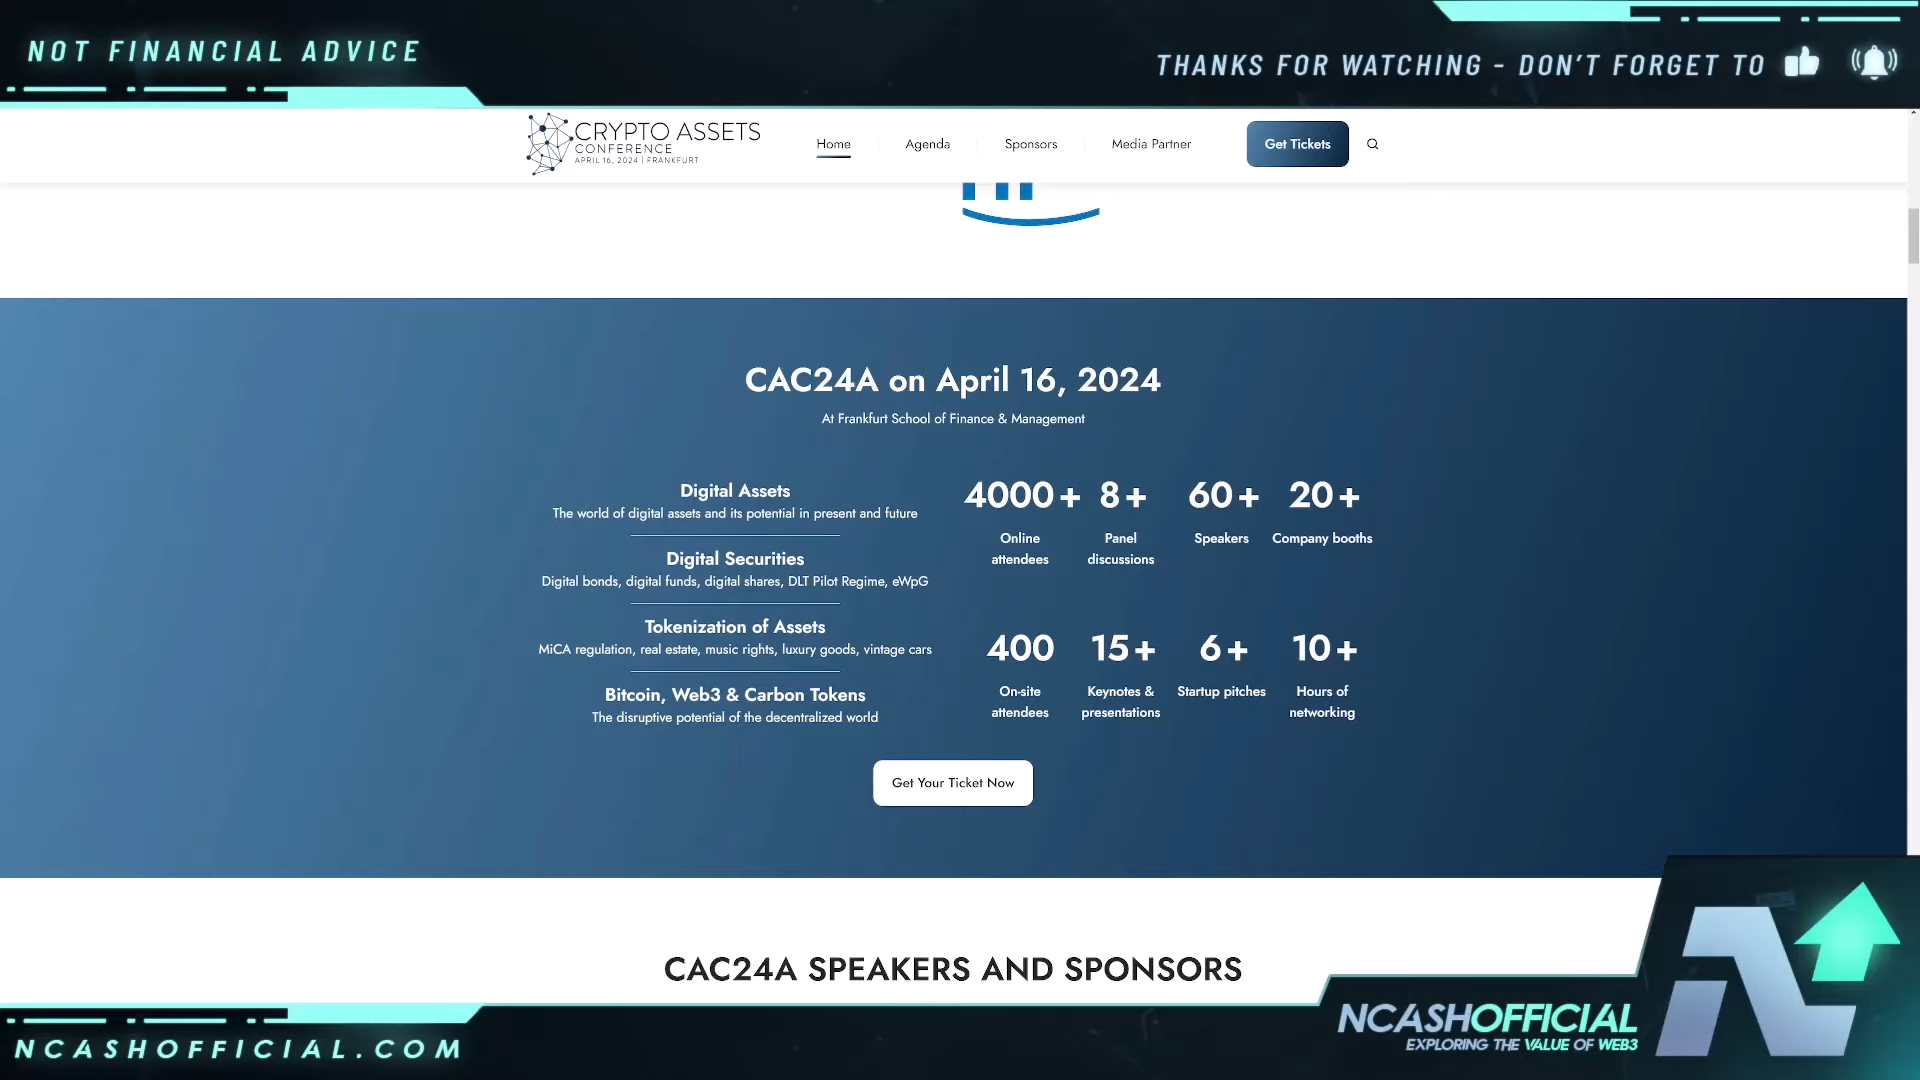 NOT FINANCIAL ADVICE
THANKS FOR WATCHING - DON'T FORGET TO
CRYPTO ASSETS
CONFERENCE
APRIL 16, 2024 | FRANKFURT
Home
Agenda
Sponsors
Media Partner
Get Tickets
CAC24A on April 16, 2024
At Frankfurt School of Finance & Management
Digital Assets
The world of digital assets and its potential in present and future
Digital Securities
Digital bonds, digital funds, digital shares, DLT Pilot Regime, eWpG
Tokenization of Assets
MiCA regulation, real estate, music rights, luxury goods, vintage cars
Bitcoin, Web3 & Carbon Tokens
The disruptive potential of the decentralized world
4000+
Online
attendees
8+
Panel
discussions
60+
Speakers
20+
Company booths
400
On-site
attendees
15+
Keynotes &
presentations
6+
Startup pitches
10+
Hours of
networking
Get Your Ticket Now
CAC24A SPEAKERS AND SPONSORS
NCASHOFFICIAL.COM
NCASHOFFICIAL
EXPLORING THE VALUE OF WEB3